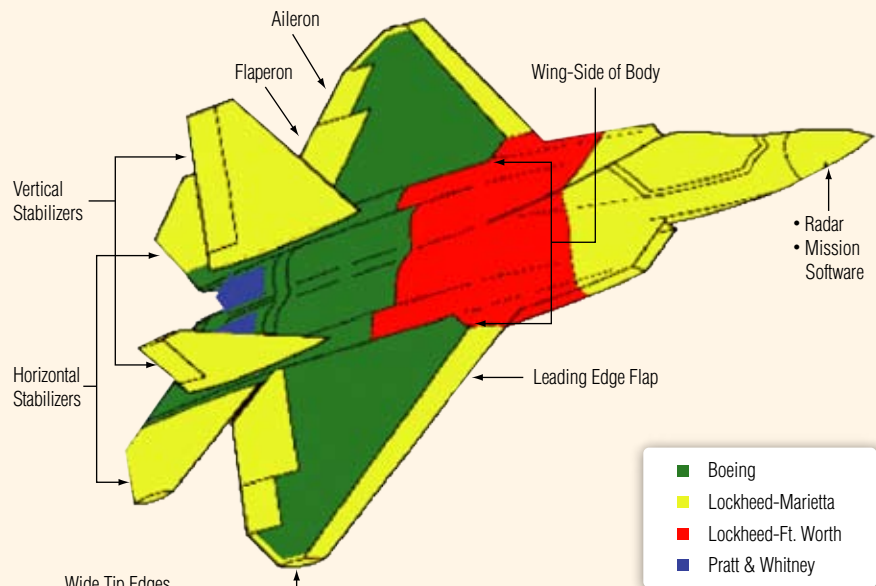 Aileron
Flaperon
Wing-Side of Body
Vertical
Stabilizers
• Radar
• Mission
Software
Horizontal
Stabilizers
Leading Edge Flap
Boeing
Lockheed-Marietta
Lockheed-Ft. Worth
Pratt & Whitney
Wide Tip Edges